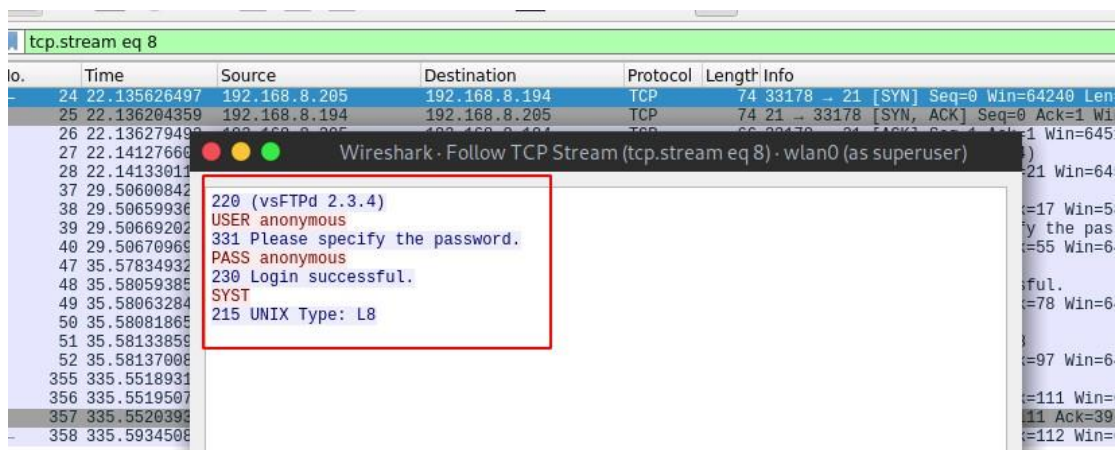 tcp.stream eq 8
Time Source Destination Protocol Length Info
24 22.135626497 192.168.8.205 192.168.8.194 TCP 74 33178 → 21 [SYN] Seq=0 Win=64240 Len
25 22.136204359 192.168.8.194 192.168.8.205 TCP 74 21 → 33178 [SYN, ACK] Seq=0 Ack=1 Wi
26 =1 Win=645
Wireshark · Follow TCP Stream (tcp.stream eq 8) · wlan0 (as superuser)
27 22.14127660
28 22.14133011 =21 Win=64
37 29.50600842
38 29.50659936 =17 Win=5
39 29.50669202 y the pas
40 29.50670969 =55 Win=6
47 35.57834932
48 35.58059385 sful.
49 35.58063284 =78 Win=6
50 35.58081865
51 35.58133859
52 35.58137008 =97 Win=6
355 335.5518931
356 335.5519507 =111 Win=
357 335.5520393 11 Ack=39
358 335.5934508 =112 Win=
220 (vsFTPd 2.3.4)
USER anonymous
331 Please specify the password.
PASS anonymous
230 Login successful.
SYST
215 UNIX Type: L8